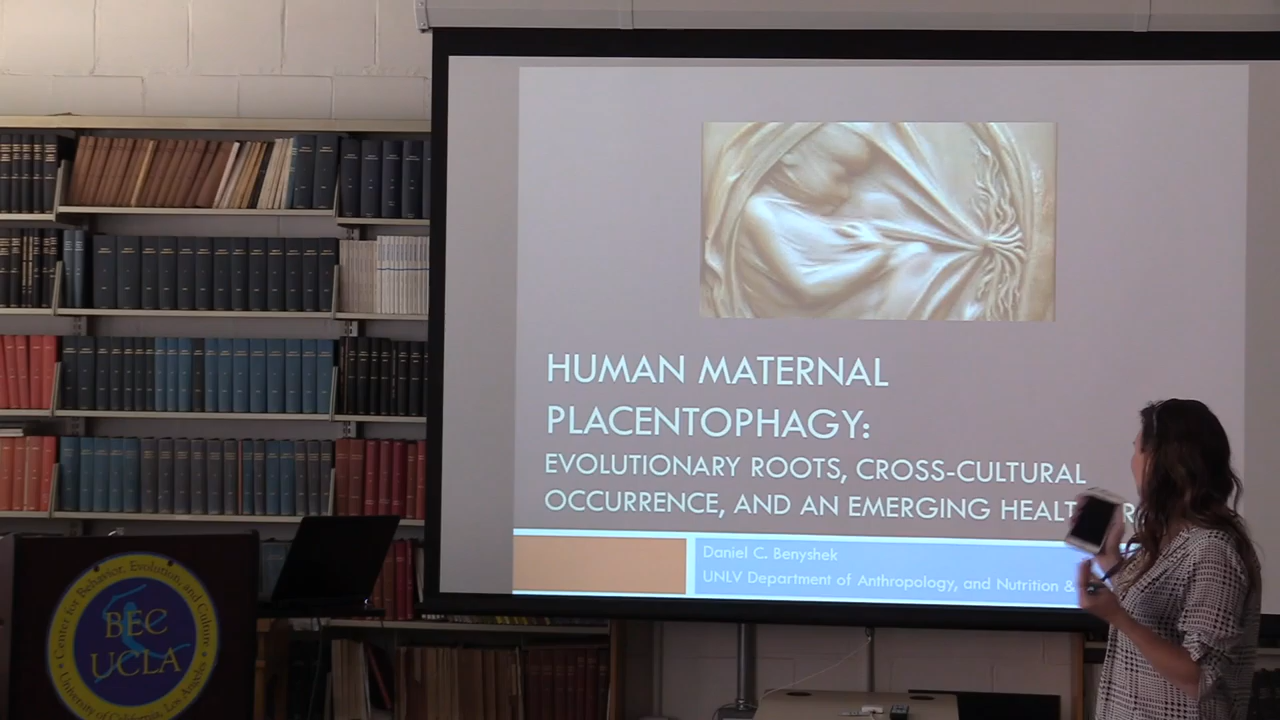 HUMAN MATERNAL
PLACENTOPHAGY:
EVOLUTIONARY ROOTS, CROSS-CULTURAL
OCCURRENCE, AND AN EMERGING
Daniel C. Benyshek
UNLV Department of Anthropology, and Nutrition &
Center for Behavior, Evolution, and Culture
BEC
UCLA
University of California, Los Angeles